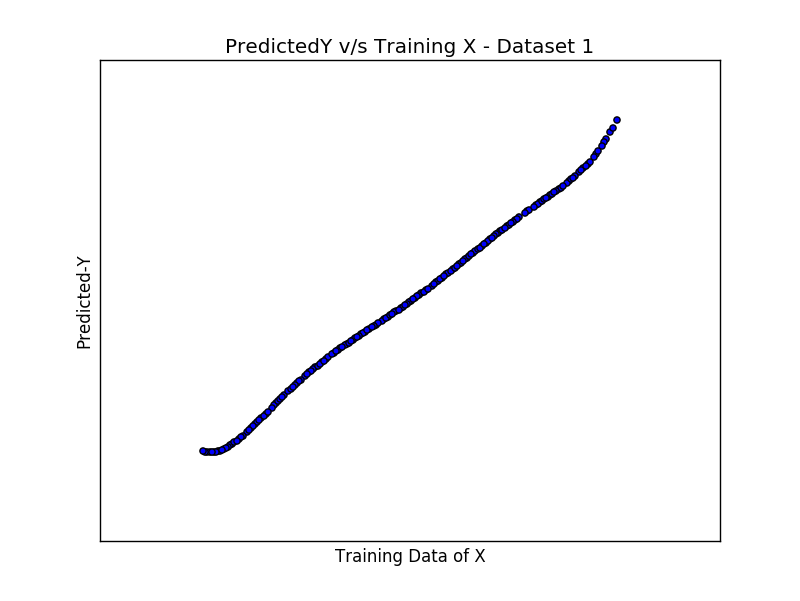 PredictedY v/s Training X - Dataset 1
Predicted-Y
Training Data of X